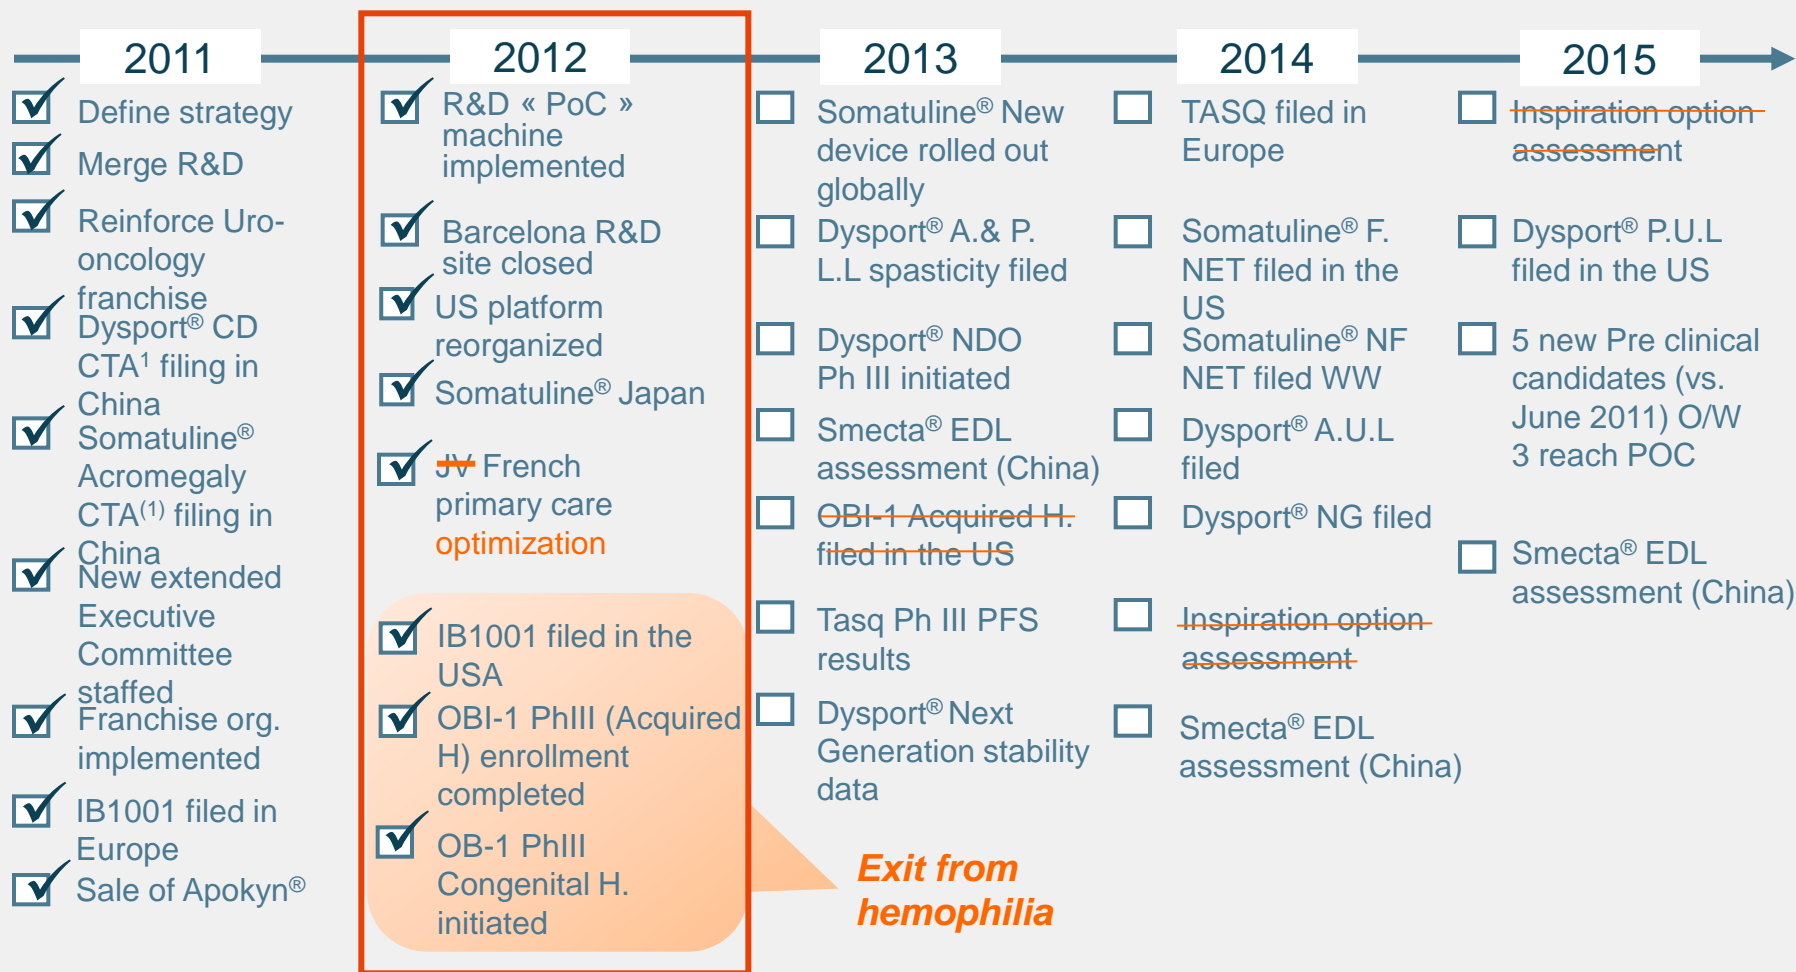 2011
Define strategy
Merge R&D
Reinforce Uro-
oncology
franchise
Dysport® CD
CTA¹ filing in
China
Somatuline®
Acromegaly
CTA⁽¹⁾ filing in
China
New extended
Executive
Committee
staffed
Franchise org.
implemented
IB1001 filed in
Europe
Sale of Apokyn®
2012
R&D « PoC »
machine
implemented
Barcelona R&D
site closed
US platform
reorganized
Somatuline® Japan
JV French
primary care
optimization
IB1001 filed in the
USA
OBI-1 PhIII (Acquired
H) enrollment
completed
OB-1 PhIII
Congenital H.
initiated
2013
Somatuline® New
device rolled out
globally
Dysport® A.& P.
L.L spasticity filed
Dysport® NDO
Ph III initiated
Smecta® EDL
assessment (China)
OBI-1 Acquired H.
filed in the US
Tasq Ph III PFS
results
Dysport® Next
Generation stability
data
Exit from
hemophilia
2014
TASQ filed in
Europe
Somatuline® F.
NET filed in the
US
Somatuline® NF
NET filed WW
Dysport® A.U.L
filed
Dysport® NG filed
Inspiration option
assessment
Smecta® EDL
assessment (China)
2015
Inspiration option
assessment
Dysport® P.U.L
filed in the US
5 new Pre clinical
candidates (vs.
June 2011) O/W
3 reach POC
Smecta® EDL
assessment (China)